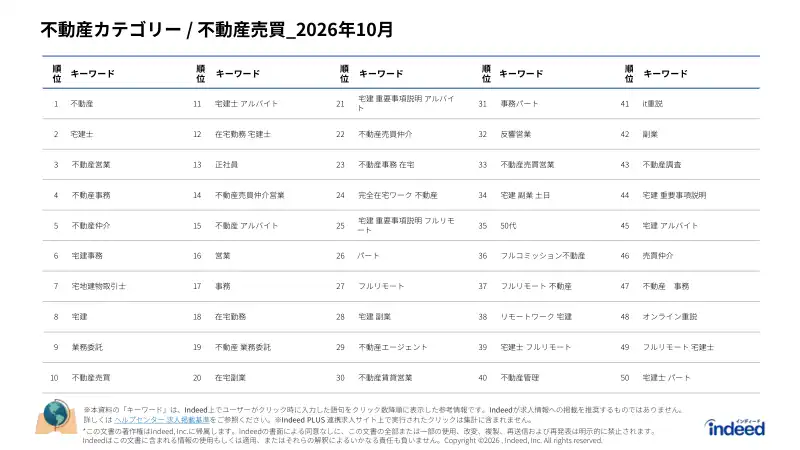 不動産カテゴリー / 不動産売買_2026年10月
順位 キーワード 順位 キーワード 順位 キーワード 順位 キーワード 順位 キーワード
1 不動産 11 宅建士 アルバイト 21 宅建 重要事項説明 アルバイト 31 事務パート 41 it重説
2 宅建士 12 在宅勤務 宅建士 22 不動産売買仲介 32 反響営業 42 副業
3 不動産営業 13 正社員 23 不動産事務 在宅 33 不動産売買営業 43 不動産調査
4 不動産事務 14 不動産売買仲介営業 24 完全在宅ワーク 不動産 34 宅建 副業 土日 44 宅建 重要事項説明
5 不動産仲介 15 不動産 アルバイト 25 宅建 重要事項説明 フルリモート 35 50代 45 宅建 アルバイト
6 宅建事務 16 営業 26 パート 36 フルコミッション不動産 46 売買仲介
7 宅地建物取引士 17 事務 27 フルリモート 37 フルリモート 不動産 47 不動産　事務
8 宅建 18 在宅勤務 28 宅建 副業 38 リモートワーク 宅建 48 オンライン重説
9 業務委託 19 不動産 業務委託 29 不動産エージェント 39 宅建士 フルリモート 49 フルリモート 宅建士
10 不動産売買 20 在宅副業 30 不動産賃貸営業 40 不動産管理 50 宅建士 パート
※本資料の「キーワード」は、Indeed上でユーザーがクリック時に入力した語句をクリック数降順に表示した参考情報です。Indeedが求人情報への掲載を推奨するものではありません。
詳しくは ヘルプセンター 求人掲載基準をご参照ください。※Indeed PLUS 連携求人サイト上で実行されたクリックは集計に含まれません。
*この文書の著作権はIndeed, Inc.に帰属します。Indeedの書面による同意なしに、この文書の全部または一部の使用、改変、複製、再送信および再発表は明示的に禁止されます。
Indeedはこの文書に含まれる情報の使用もしくは適用、またはそれらの解釈によるいかなる責任も負いません。Copyright ©2026 , Indeed, Inc. All rights reserved.
インディード
indeed